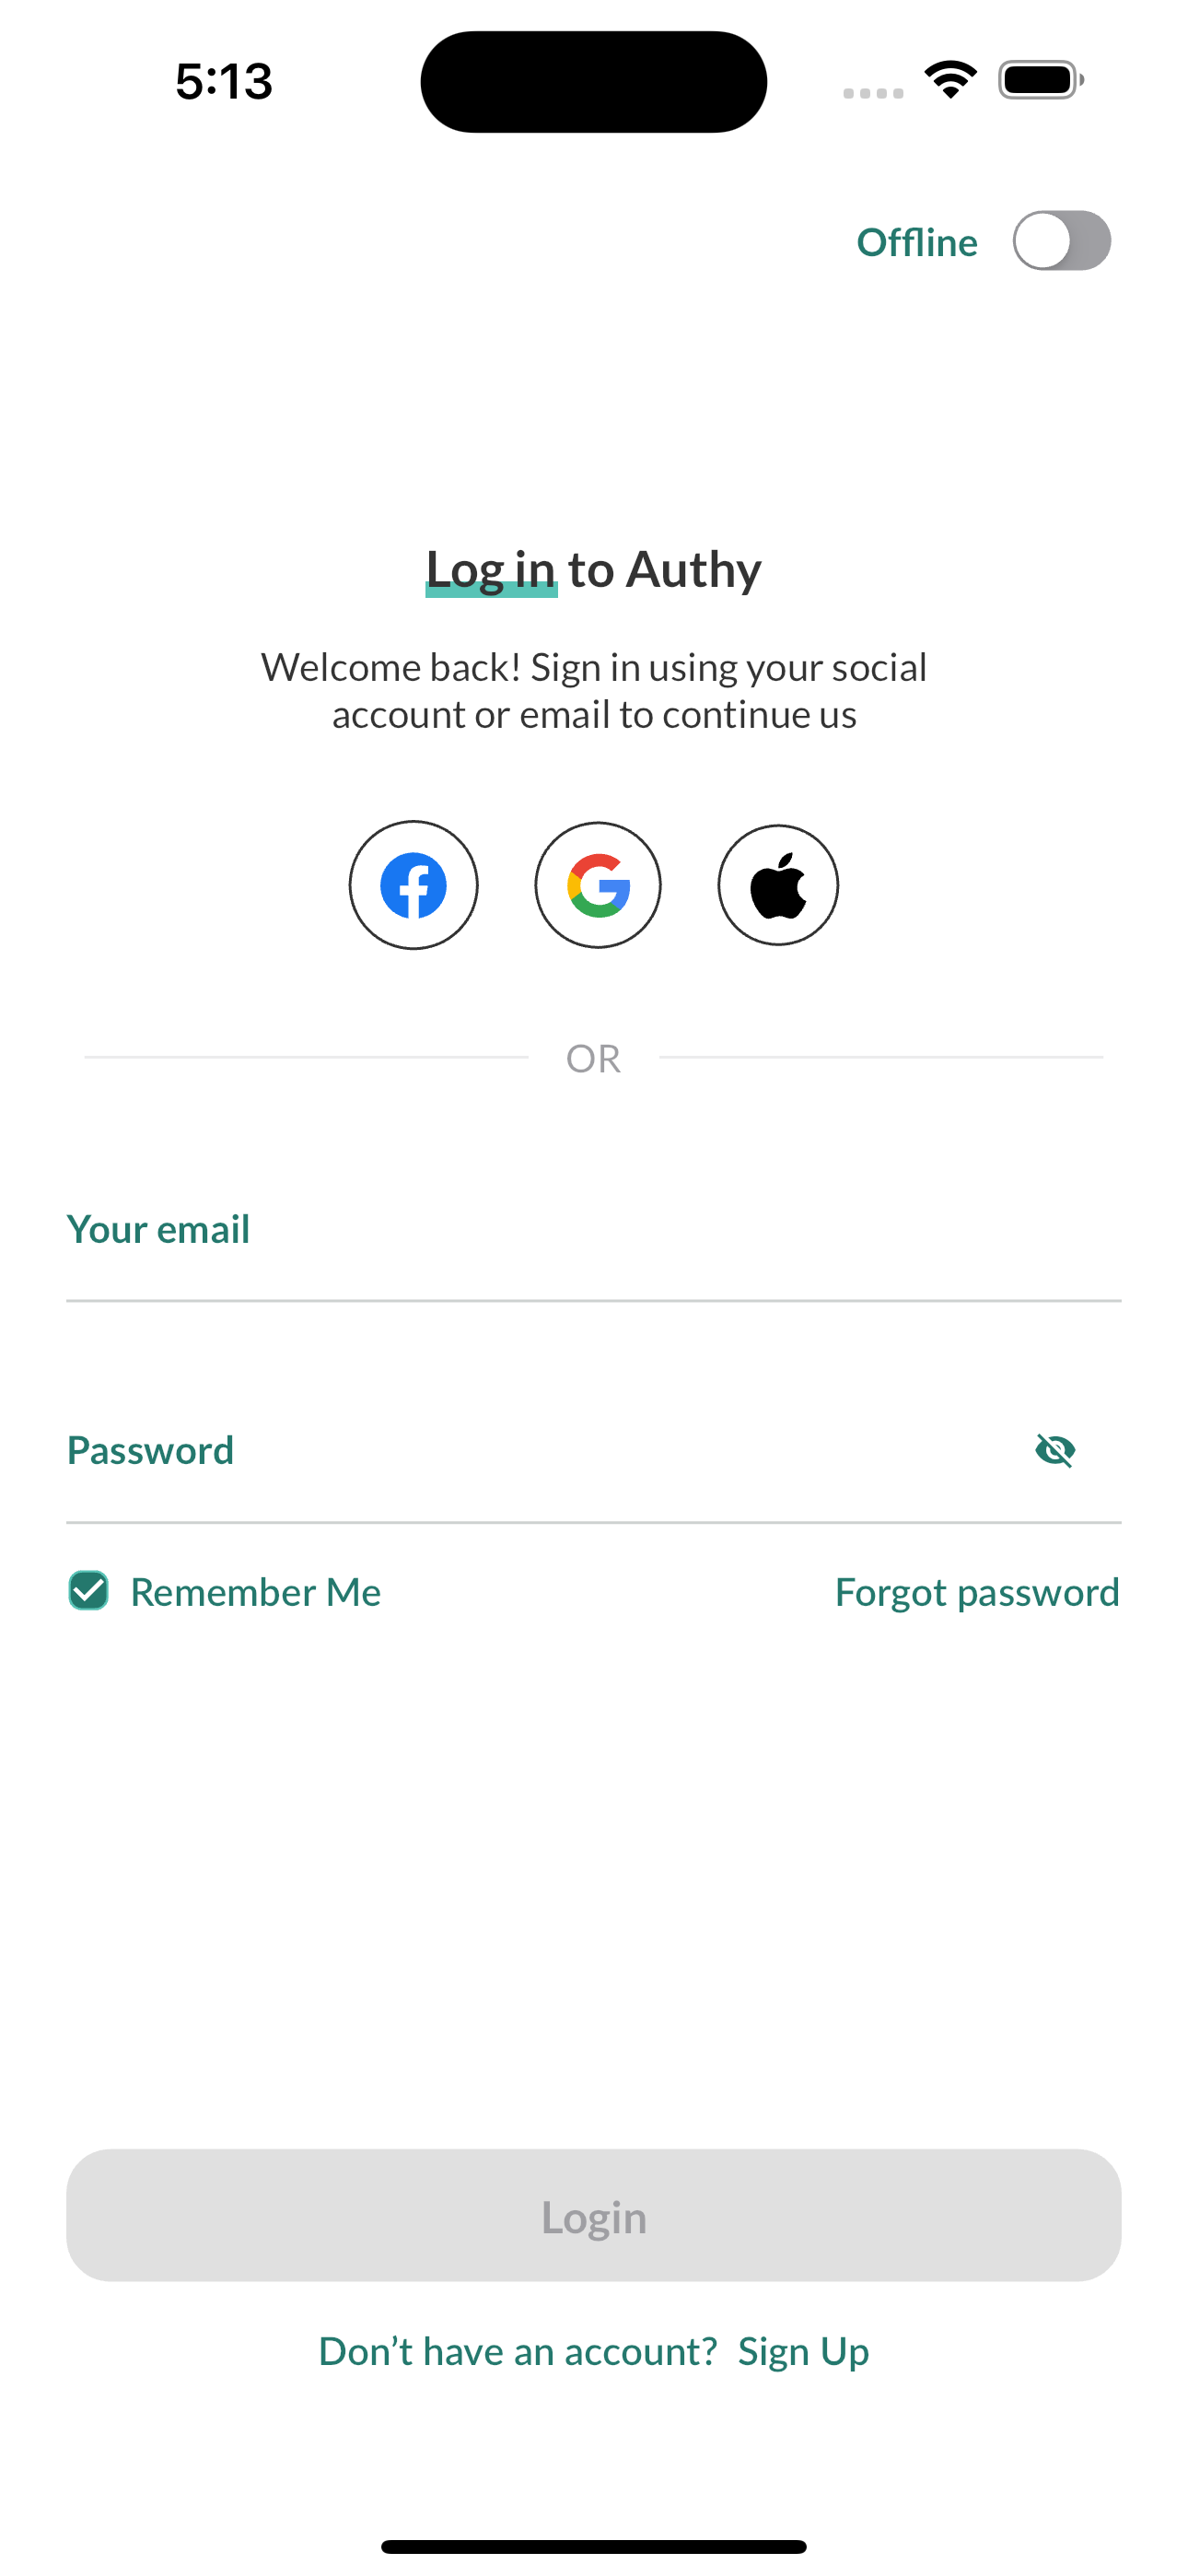 5:13
Offline
Log in to Authy
Welcome back! Sign in using your social
account or email to continue us
OR
Your email
Password
Remember Me
Forgot password
Login
Don’t have an account? Sign Up